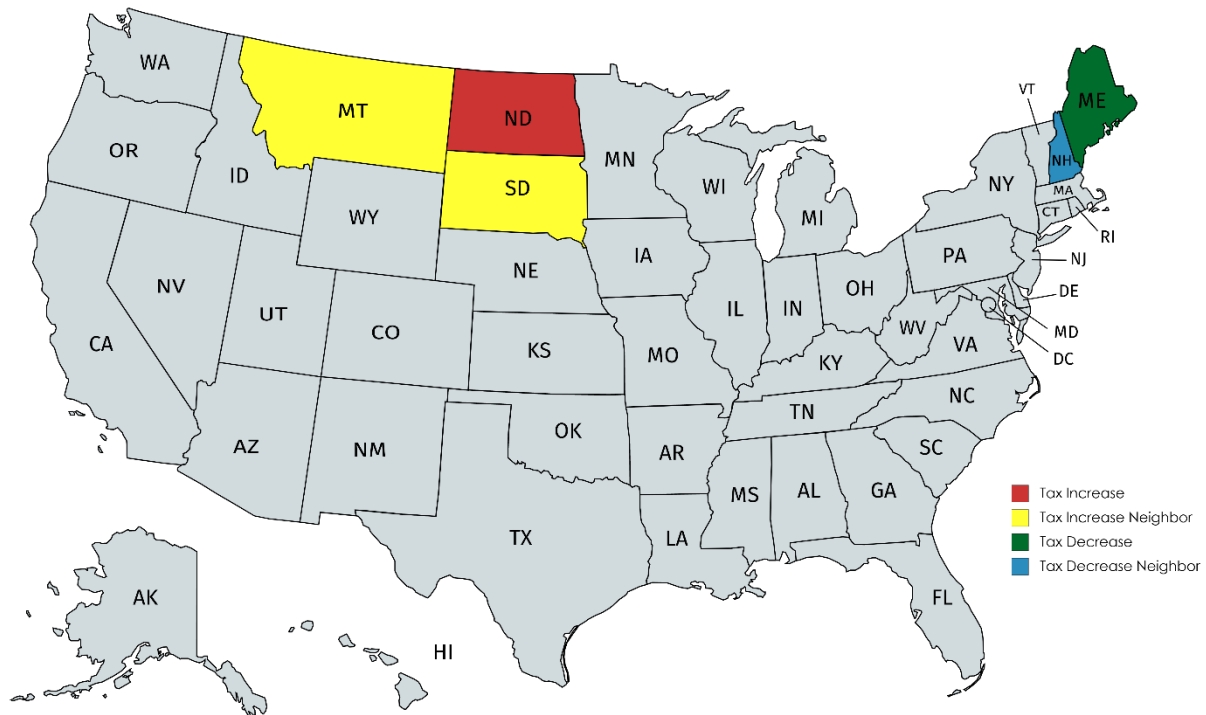 WA
MT
ND
MN
VT
ME
OR
ID
SD
WI
NY
NH
WY
MI
MA
CT
RI
NE
IA
PA
NJ
NV
UT
CO
IL
IN
OH
DE
CA
KS
MO
WV
VA
MD
DC
KY
AZ
NM
OK
TN
NC
AR
SC
MS
AL
GA
TX
LA
Tax Increase
Tax Increase Neighbor
Tax Decrease
Tax Decrease Neighbor
AK
HI
FL